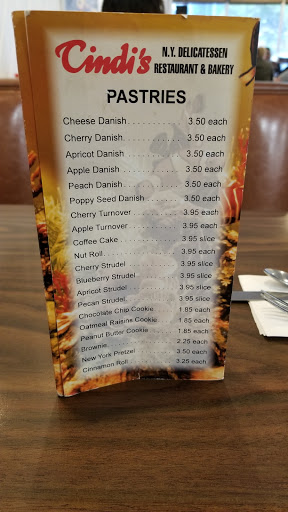 Cindi's
N.Y. DELICATESSEN
RESTAURANT & BAKERY
PASTRIES
Cheese Danish.............. 3.50 each
Cherry Danish.............. 3.50 each
Apricot Danish............. 3.50 each
Apple Danish............... 3.50 each
Peach Danish............... 3.50 each
Poppy Seed Danish.......... 3.50 each
Cherry Turnover............ 3.95 each
Apple Turnover............. 3.95 each
Coffee Cake................ 3.95 slice
Nut Roll................... 3.95 each
Cherry Strudel............. 3.95 slice
Blueberry Strudel.......... 3.95 slice
Apricot Strudel............ 3.95 slice
Pecan Strudel.............. 3.95 slice
Chocolate Chip Cookie...... 1.85 each
Oatmeal Raisin Cookie...... 1.85 each
Peanut Butter Cookie....... 1.85 each
Brownie.................... 2.25 each
New York Pretzel........... 3.50 each
Cinnamon Roll.............. 3.25 each